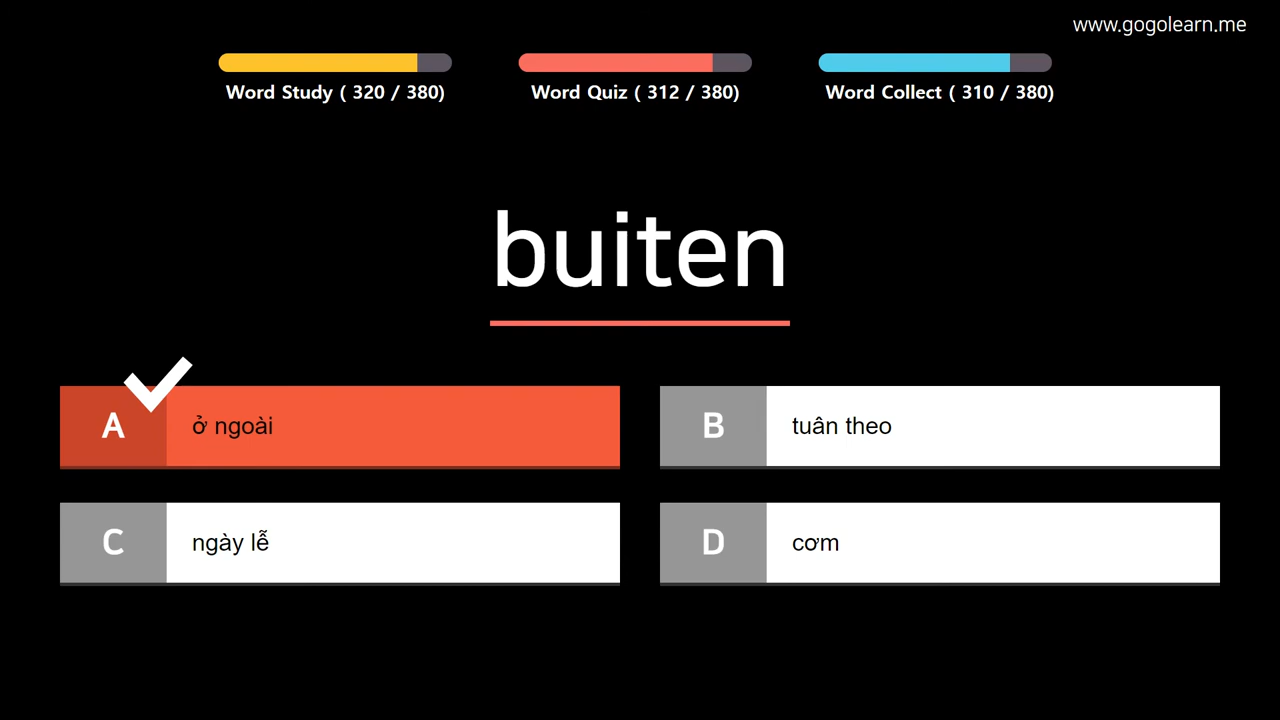 www.gogolearn.me
Word Study ( 320 / 380)
Word Quiz ( 312 / 380)
Word Collect ( 310 / 380)
buiten
A
ở ngoài
B
tuân theo
C
ngày lễ
D
cơm